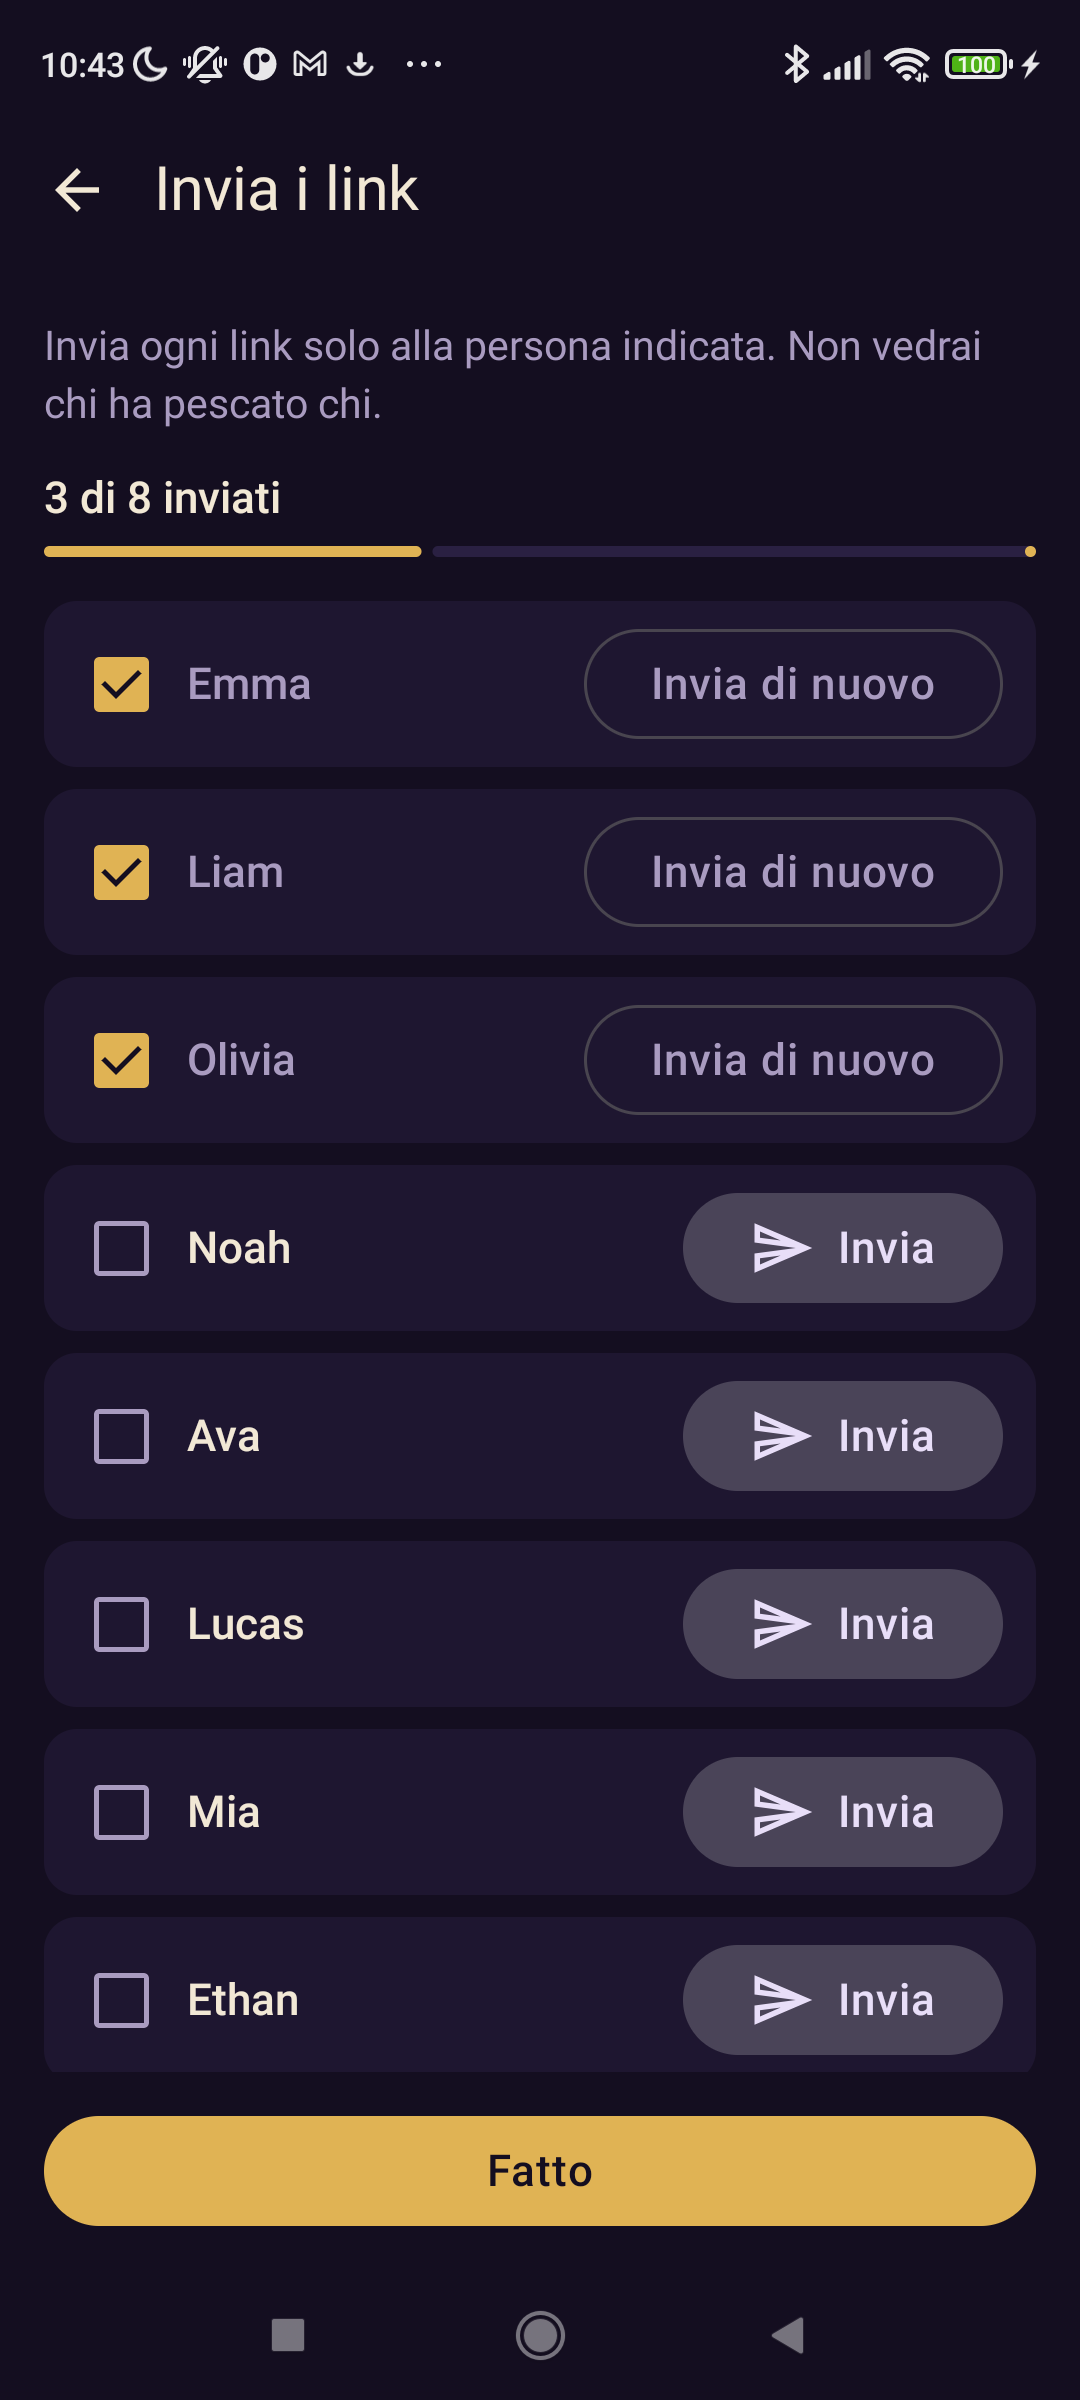 10:43
100
Invia i link
Invia ogni link solo alla persona indicata. Non vedrai
chi ha pescato chi.
3 di 8 inviati
Emma
Invia di nuovo
Liam
Invia di nuovo
Olivia
Invia di nuovo
Noah
Invia
Ava
Invia
Lucas
Invia
Mia
Invia
Ethan
Invia
Fatto